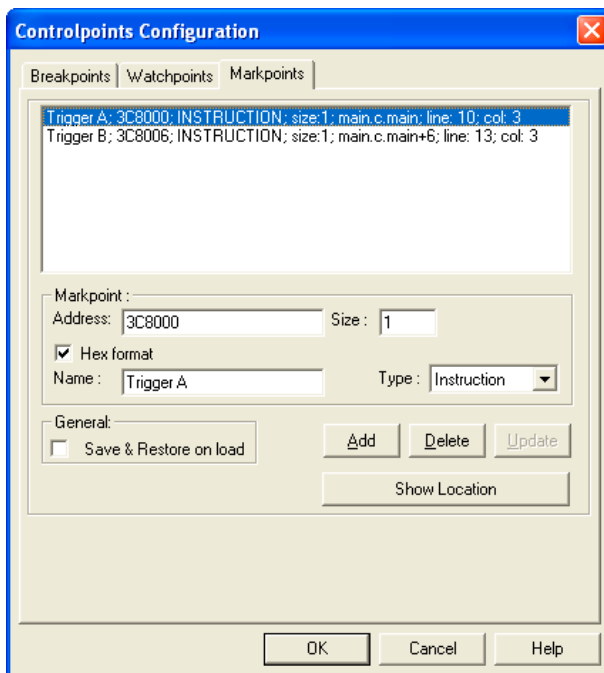 Controlpoints Configuration
Breakpoints Watchpoints Markpoints
Trigger A; 3C8000; INSTRUCTION; size:1; main.c.main; line: 10; col: 3
Trigger B; 3C8006; INSTRUCTION; size:1; main.c.main+6; line: 13; col: 3
Markpoint :
Address: 3C8000 Size : 1
Hex format
Name : Trigger A Type : Instruction
General:
Save & Restore on load
Add Delete Update
Show Location
OK Cancel Help